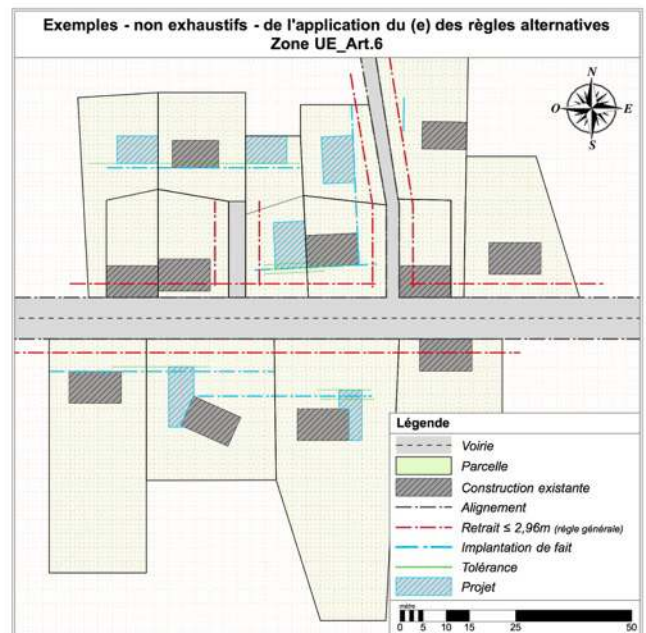 Exemples - non exhaustifs - de l'application du (e) des règles alternatives
Zone UE_Art.6
N
O E
S
Légende
Voirie
Parcelle
Construction existante
Alignement
Retrait ≤ 2,96m (règle générale)
Implantation de fait
Tolérance
Projet
mètre
0 5 10 15 25 50